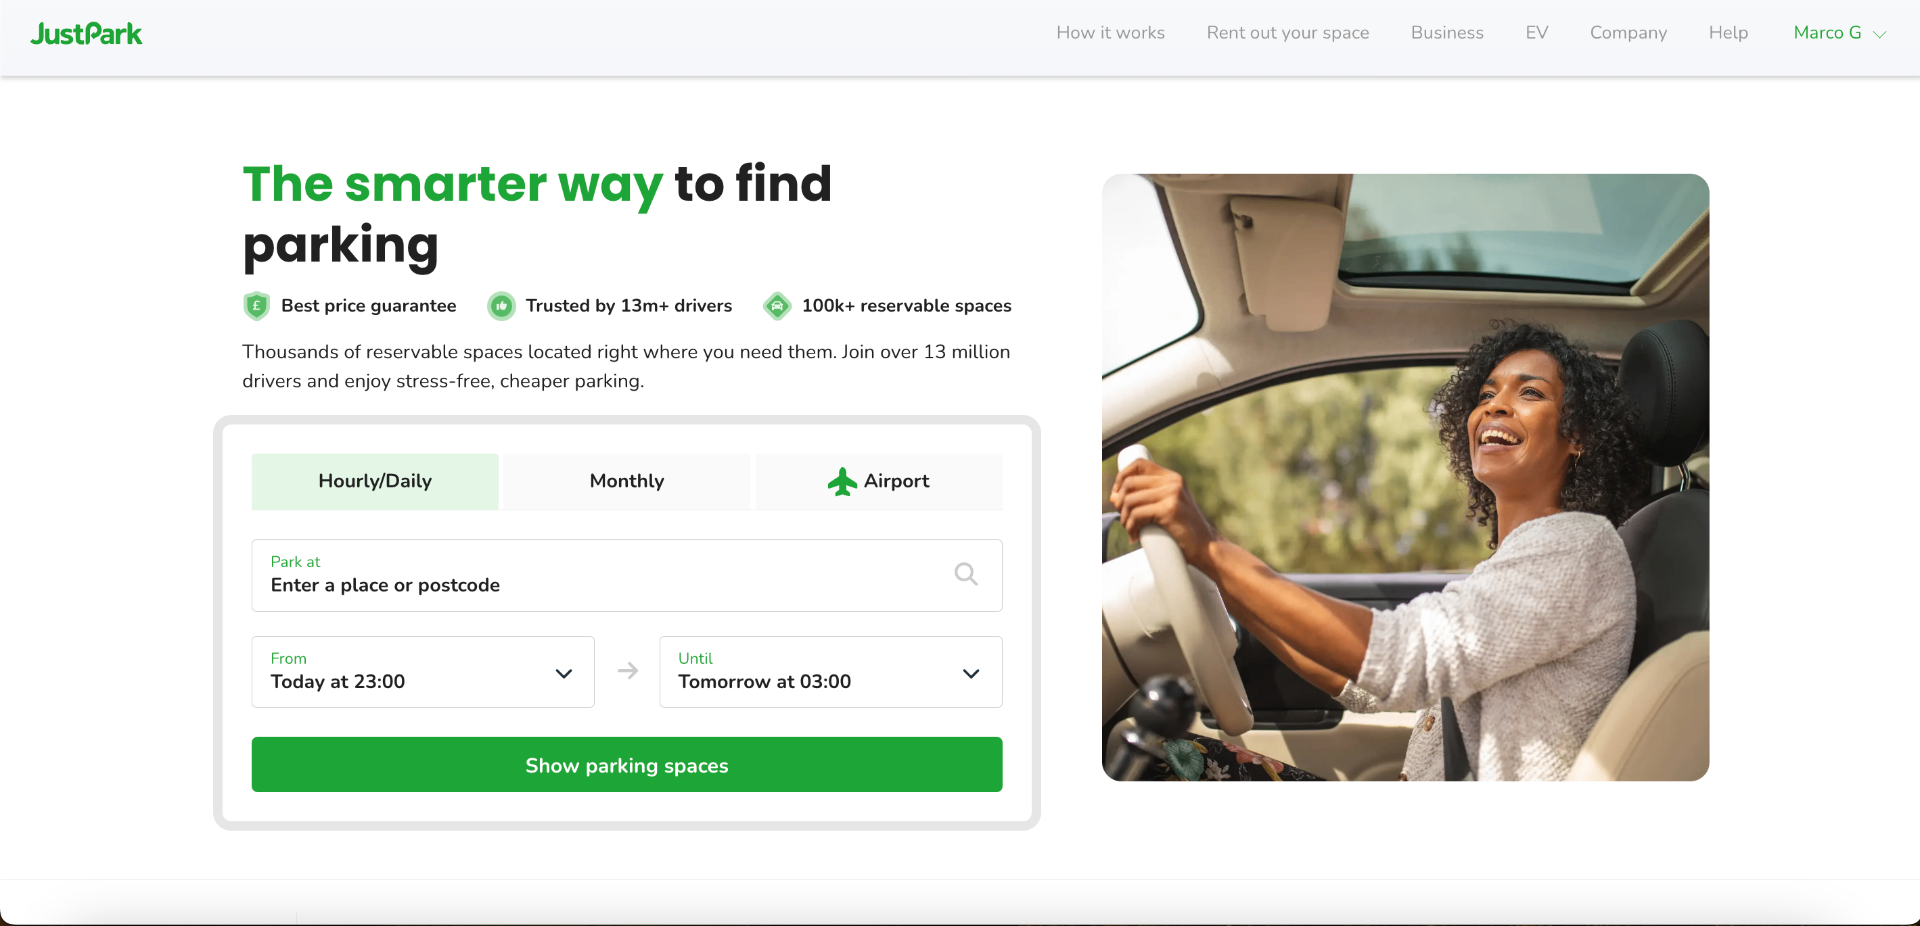 JustPark
How it works
Rent out your space
Business
EV
Company
Help
Marco G
The smarter way to find
parking
£ Best price guarantee
Trusted by 13m+ drivers
100k+ reservable spaces
Thousands of reservable spaces located right where you need them. Join over 13 million
drivers and enjoy stress-free, cheaper parking.
Hourly/Daily
Monthly
Airport
Park at
Enter a place or postcode
From
Today at 23:00
Until
Tomorrow at 03:00
Show parking spaces